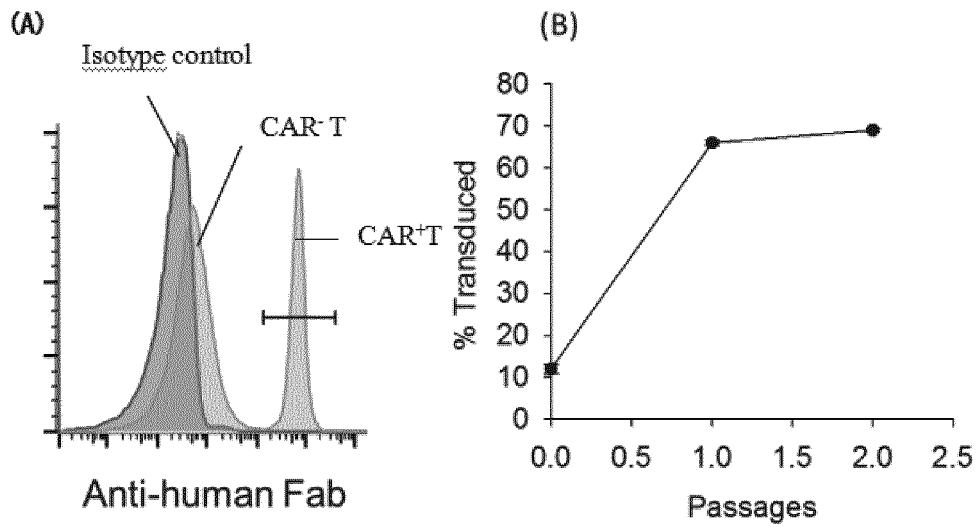 (A)
Isotype control
CAR⁻ T
CAR⁺T
Anti-human Fab
(B)
% Transduced
80
70
60
50
40
30
20
10
0
0.0 0.5 1.0 1.5 2.0 2.5
Passages